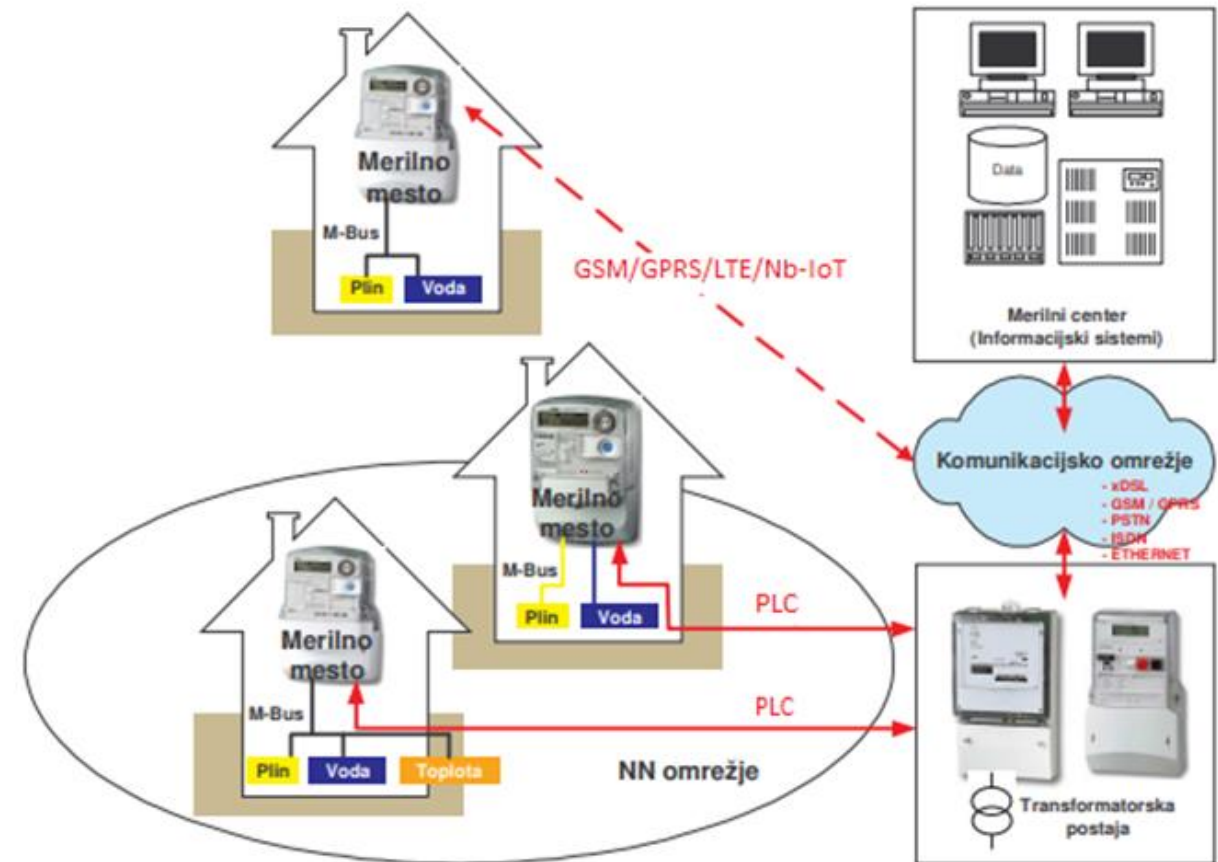 Merilno
mesto
M-Bus
Plin
Voda
GSM/GPRS/LTE/Nb-IoT
Data
Merilni center
(Informacijski sistemi)
Komunikacijsko omrežje
- xDSL
- GSM / GPRS
- PSTN
- ISDN
- ETHERNET
Merilno
mesto
M-Bus
Plin
Voda
PLC
Merilno
mesto
M-Bus
Plin
Voda
Toplota
PLC
NN omrežje
Transformatorska
postaja